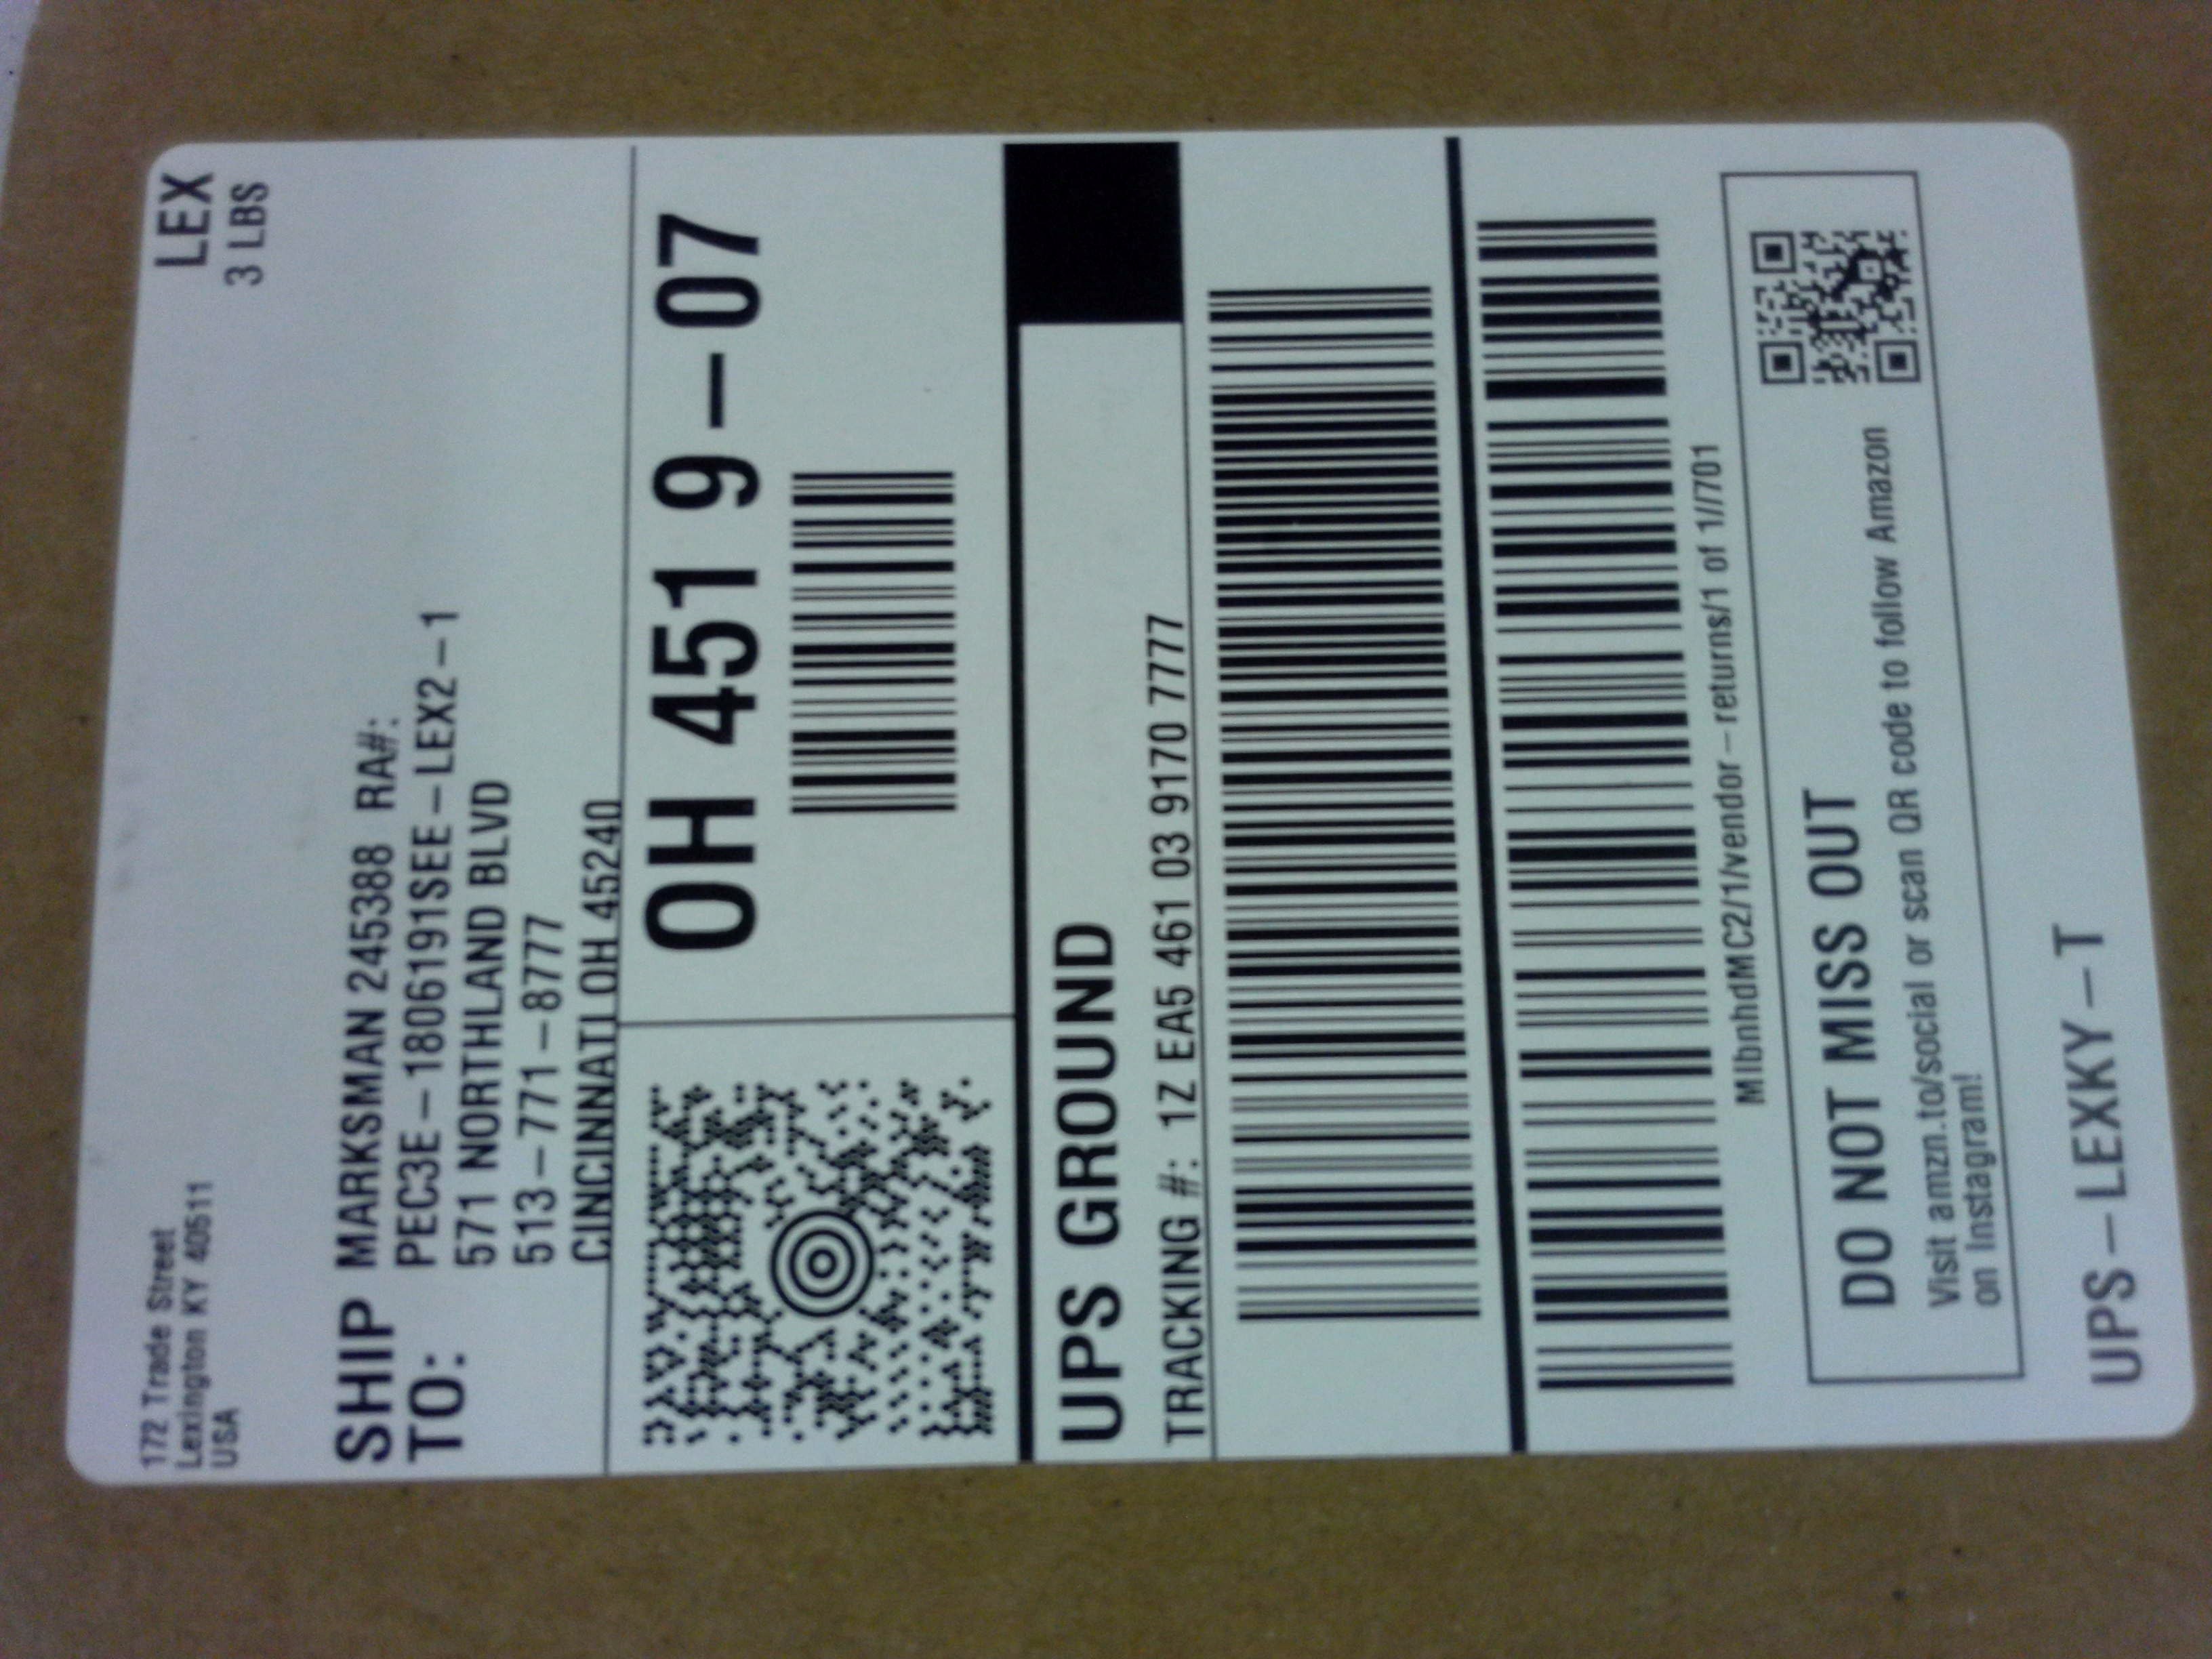 172 Trade Street
Lexington KY 40511
USA
LEX
3 LBS
SHIP TO:
MARKSMAN 245388 RA#:
PEC3E-1806191SEE-LEX2-1
571 NORTHLAND BLVD
513-771-8777
CINCINNATI OH 45240
OH 451 9-07
UPS GROUND
TRACKING #: 1Z EA5 461 03 9170 7777
MlbnhdMC2/1/vendor-returns/1 of 1//701
DO NOT MISS OUT
Visit amzn.to/social or scan QR code to follow Amazon
on Instagram!
UPS-LEXKY-T